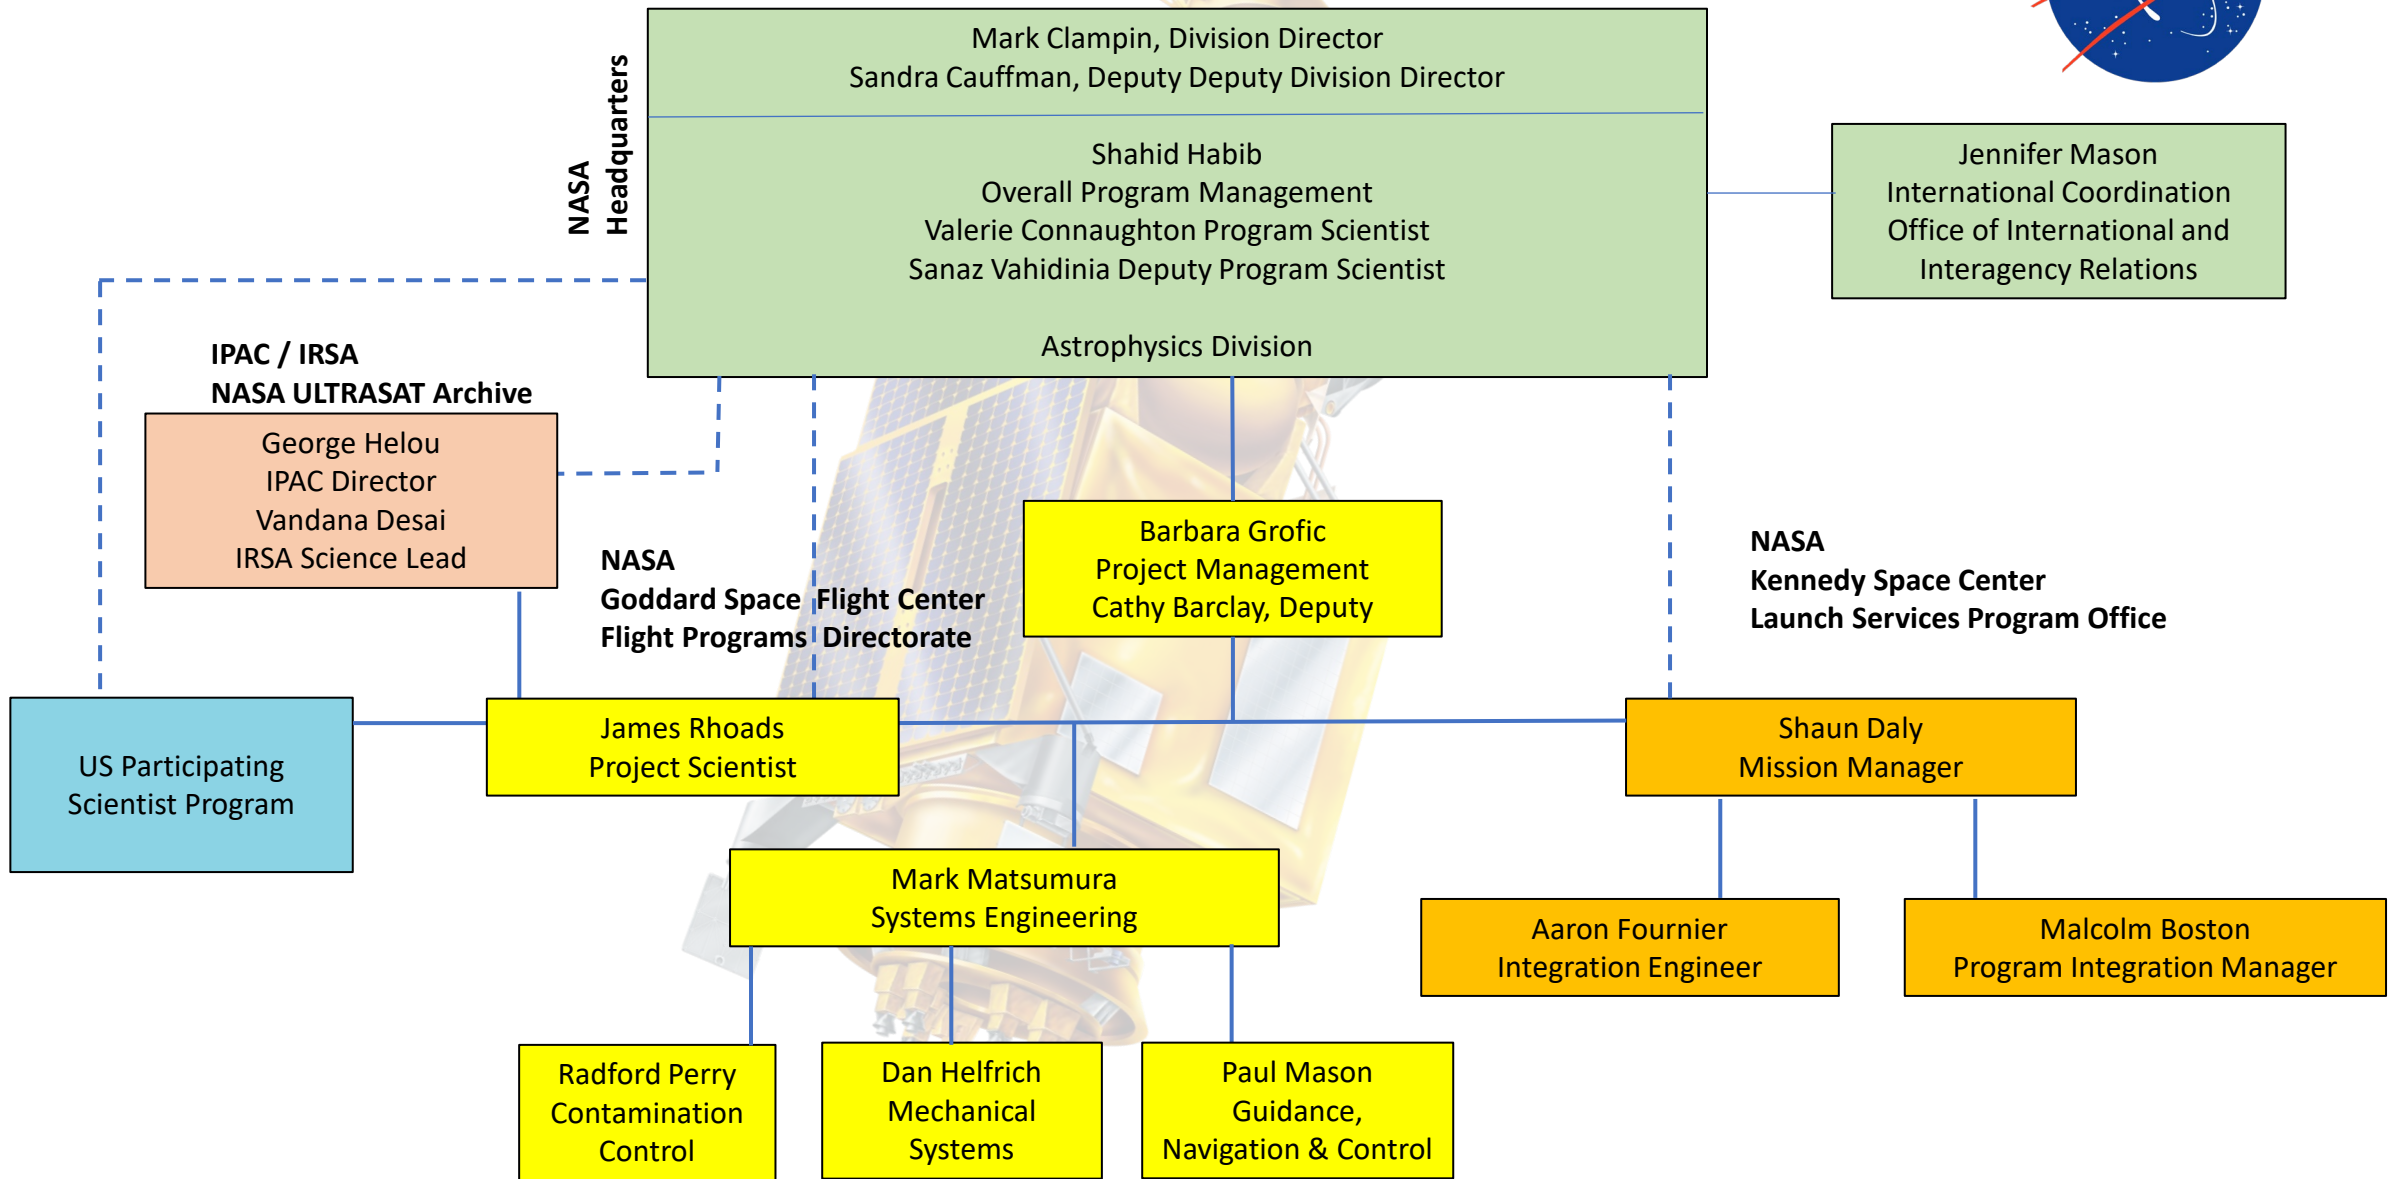 NASA
Headquarters
Mark Clampin, Division Director
Sandra Cauffman, Deputy Deputy Division Director
Shahid Habib
Overall Program Management
Valerie Connaughton Program Scientist
Sanaz Vahidinia Deputy Program Scientist
Astrophysics Division
Jennifer Mason
International Coordination
Office of International and
Interagency Relations
IPAC / IRSA
NASA ULTRASAT Archive
George Helou
IPAC Director
Vandana Desai
IRSA Science Lead
NASA
Goddard Space Flight Center
Flight Programs Directorate
Barbara Grofic
Project Management
Cathy Barclay, Deputy
NASA
Kennedy Space Center
Launch Services Program Office
US Participating
Scientist Program
James Rhoads
Project Scientist
Shaun Daly
Mission Manager
Mark Matsumura
Systems Engineering
Aaron Fournier
Integration Engineer
Malcolm Boston
Program Integration Manager
Radford Perry
Contamination
Control
Dan Helfrich
Mechanical
Systems
Paul Mason
Guidance,
Navigation & Control